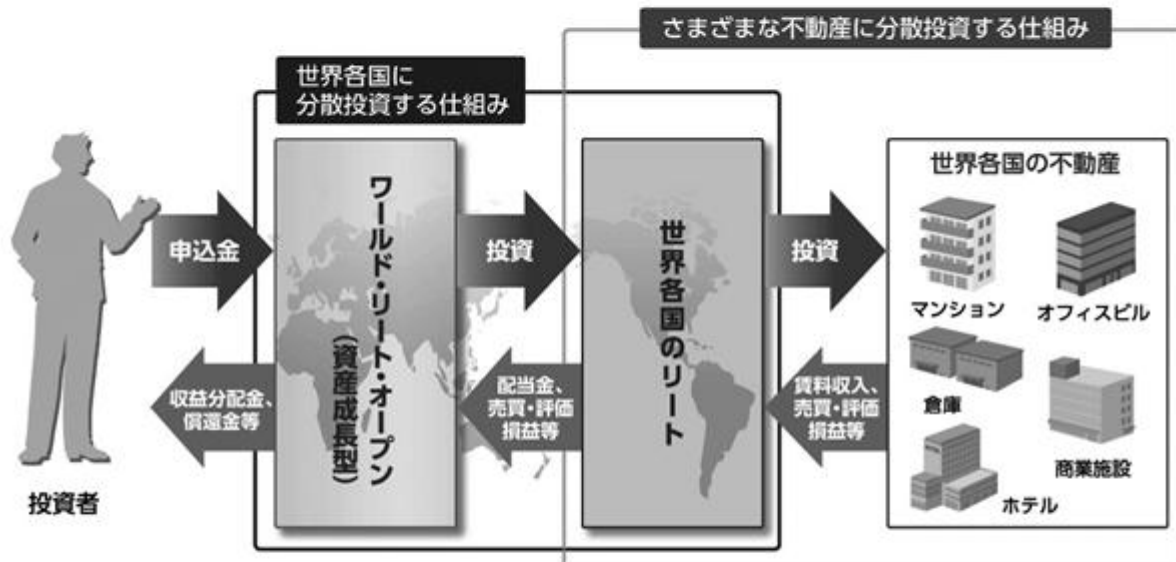 さまざまな不動産に分散投資する仕組み
世界各国に
分散投資する仕組み
投資者
申込金
収益分配金、
償還金等
ワールド・リート・オープン
(資産成長型)
投資
配当金、
売買・評価
損益等
世界各国のリート
投資
賃料収入、
売買・評価
損益等
世界各国の不動産
マンション
オフィスビル
倉庫
商業施設
ホテル